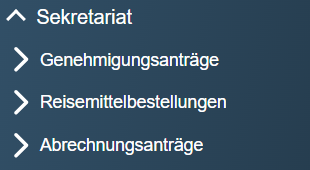 Sekretariat
Genehmigungsanträge
Reisemittelbestellungen
Abrechnungsanträge